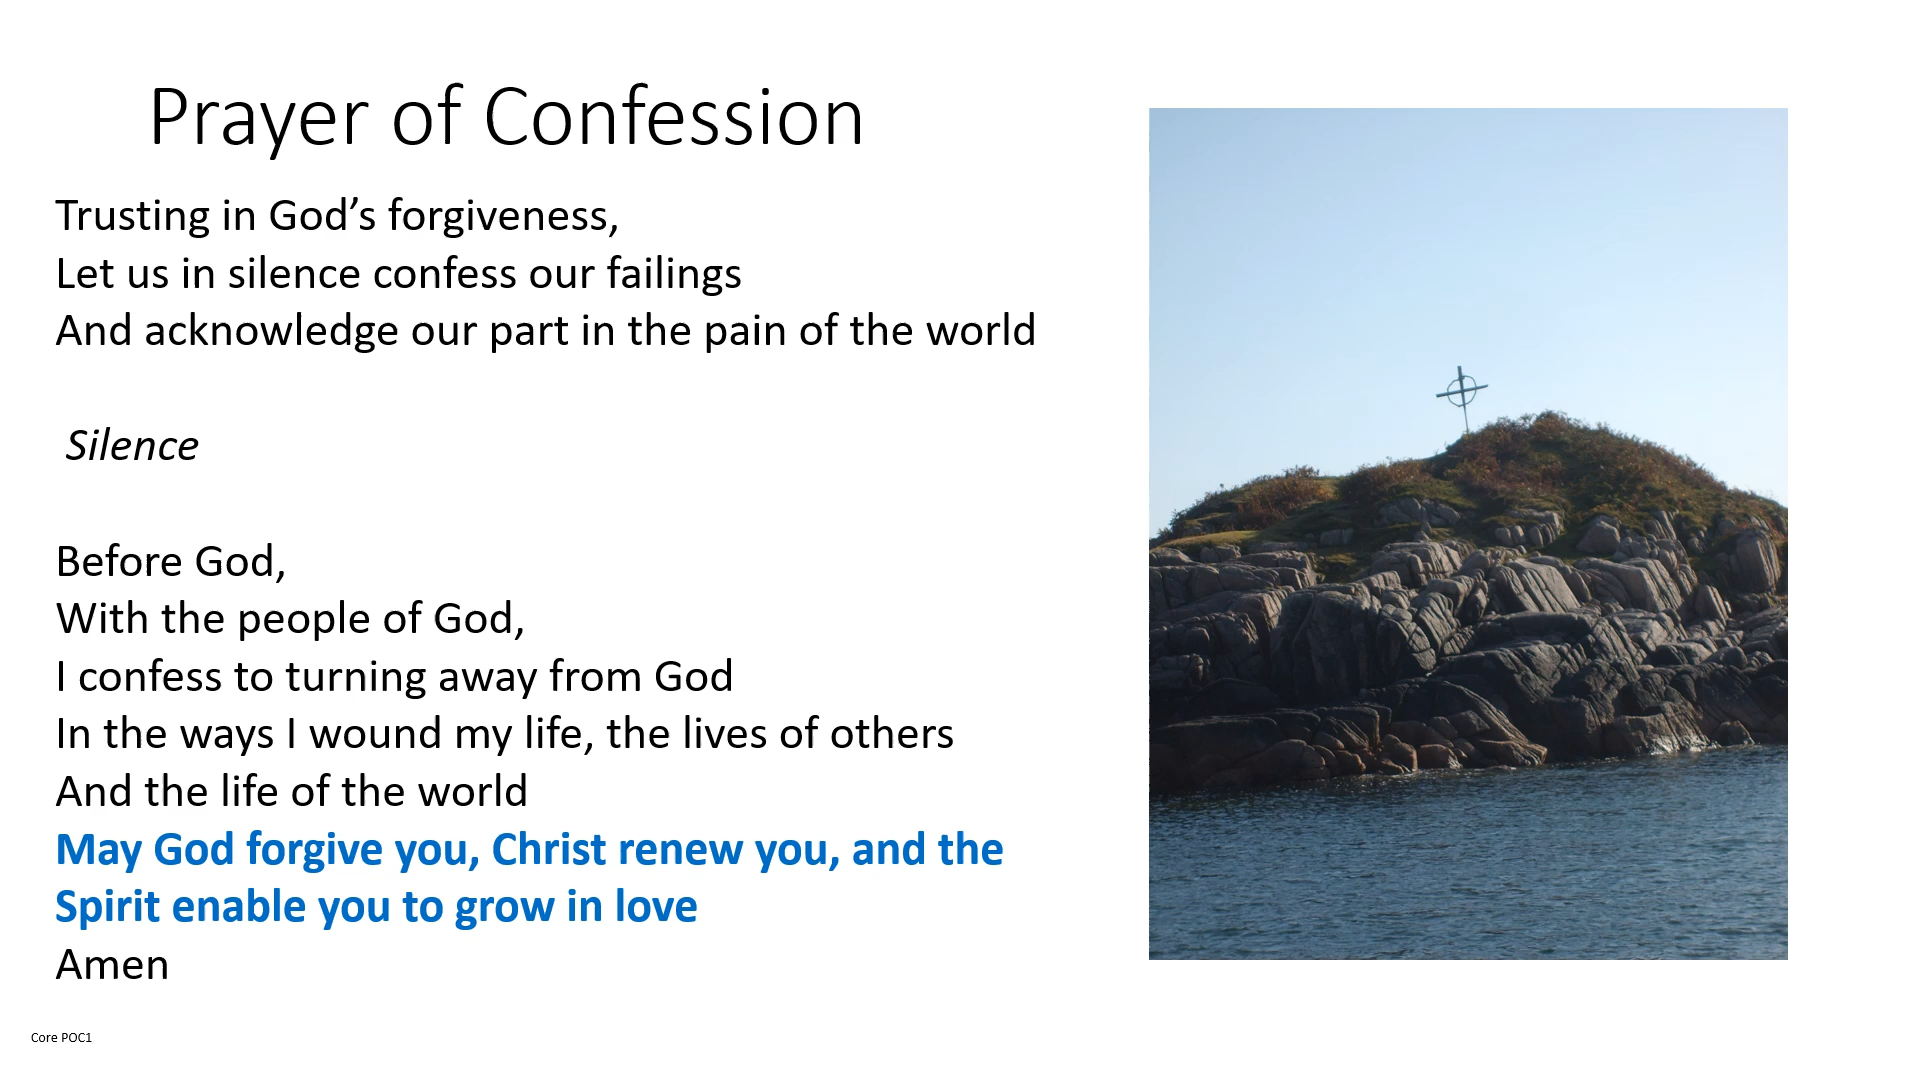 Prayer of Confession
Trusting in God’s forgiveness,
Let us in silence confess our failings
And acknowledge our part in the pain of the world
Silence
Before God,
With the people of God,
I confess to turning away from God
In the ways I wound my life, the lives of others
And the life of the world
May God forgive you, Christ renew you, and the
Spirit enable you to grow in love
Amen
Core POC1